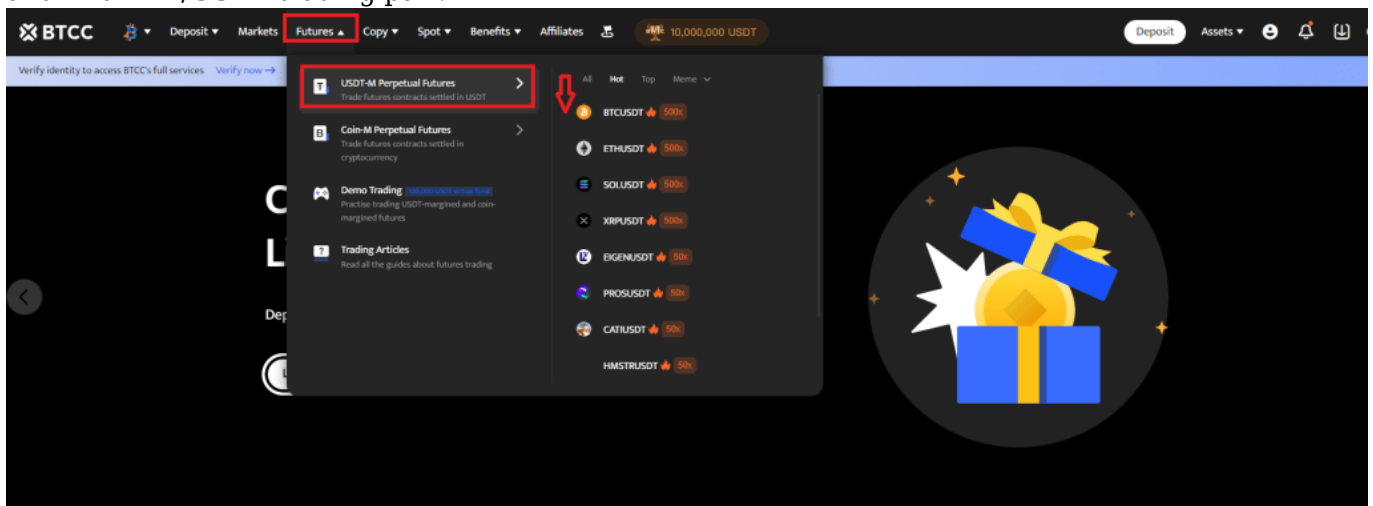 BTCC Deposit Markets Futures Copy Spot Benefits Affiliates 10,000,000 USDT Deposit Assets
Verify identity to access BTCC's full services Verify now →
USDT-M Perpetual Futures
Trade futures contracts settled in USDT
Coin-M Perpetual Futures
Trade futures contracts settled in
cryptocurrency
Demo Trading
Practise trading USDT-margined and coin-
margined futures
Trading Articles
Read all the guides about futures trading
All Hot Top Meme
BTCUSDT 500x
ETHUSDT 500x
SOLUSDT 500x
XRPUSDT 500x
EIGENUSDT 50x
PROSUSDT 50x
CATIUSDT 50x
HMSTRUSDT 50x
C
L
Dep